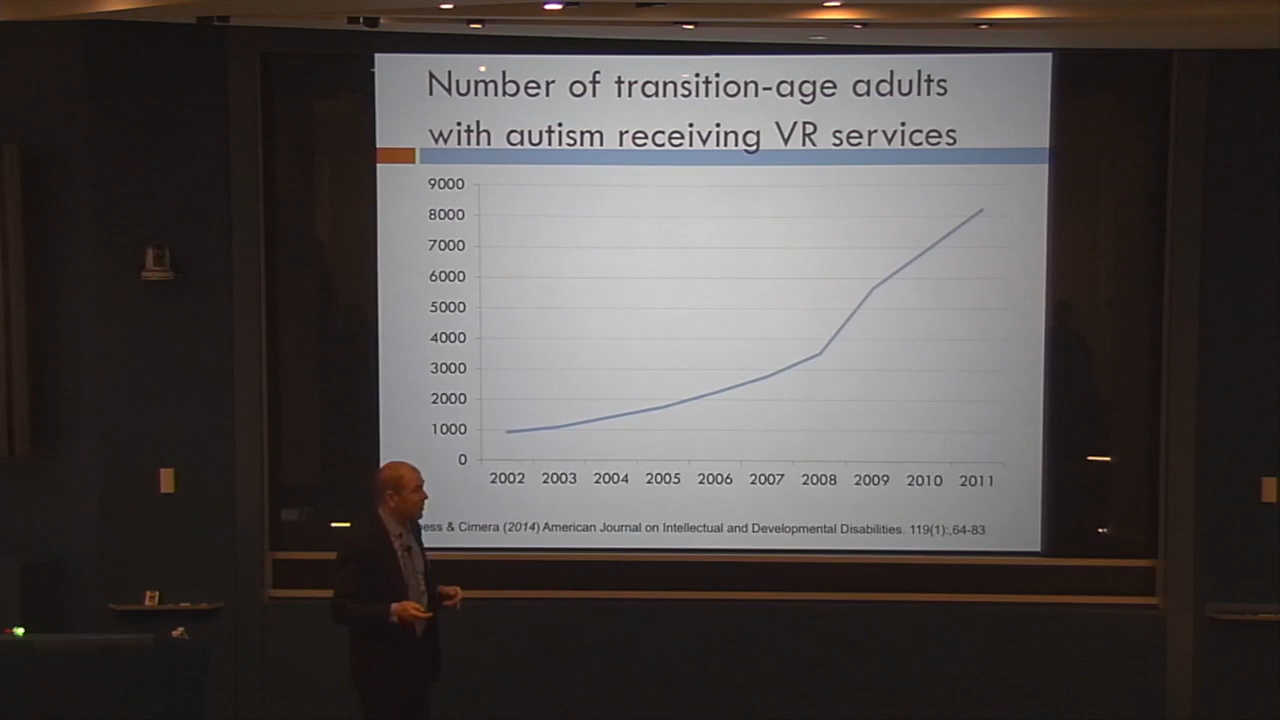 Number of transition-age adults
with autism receiving VR services
9000
8000
7000
6000
5000
4000
3000
2000
1000
0
2002 2003 2004 2005 2006 2007 2008 2009 2010 2011
& Cimera (2014) American Journal on Intellectual and Developmental Disabilities. 119(1):,64-83